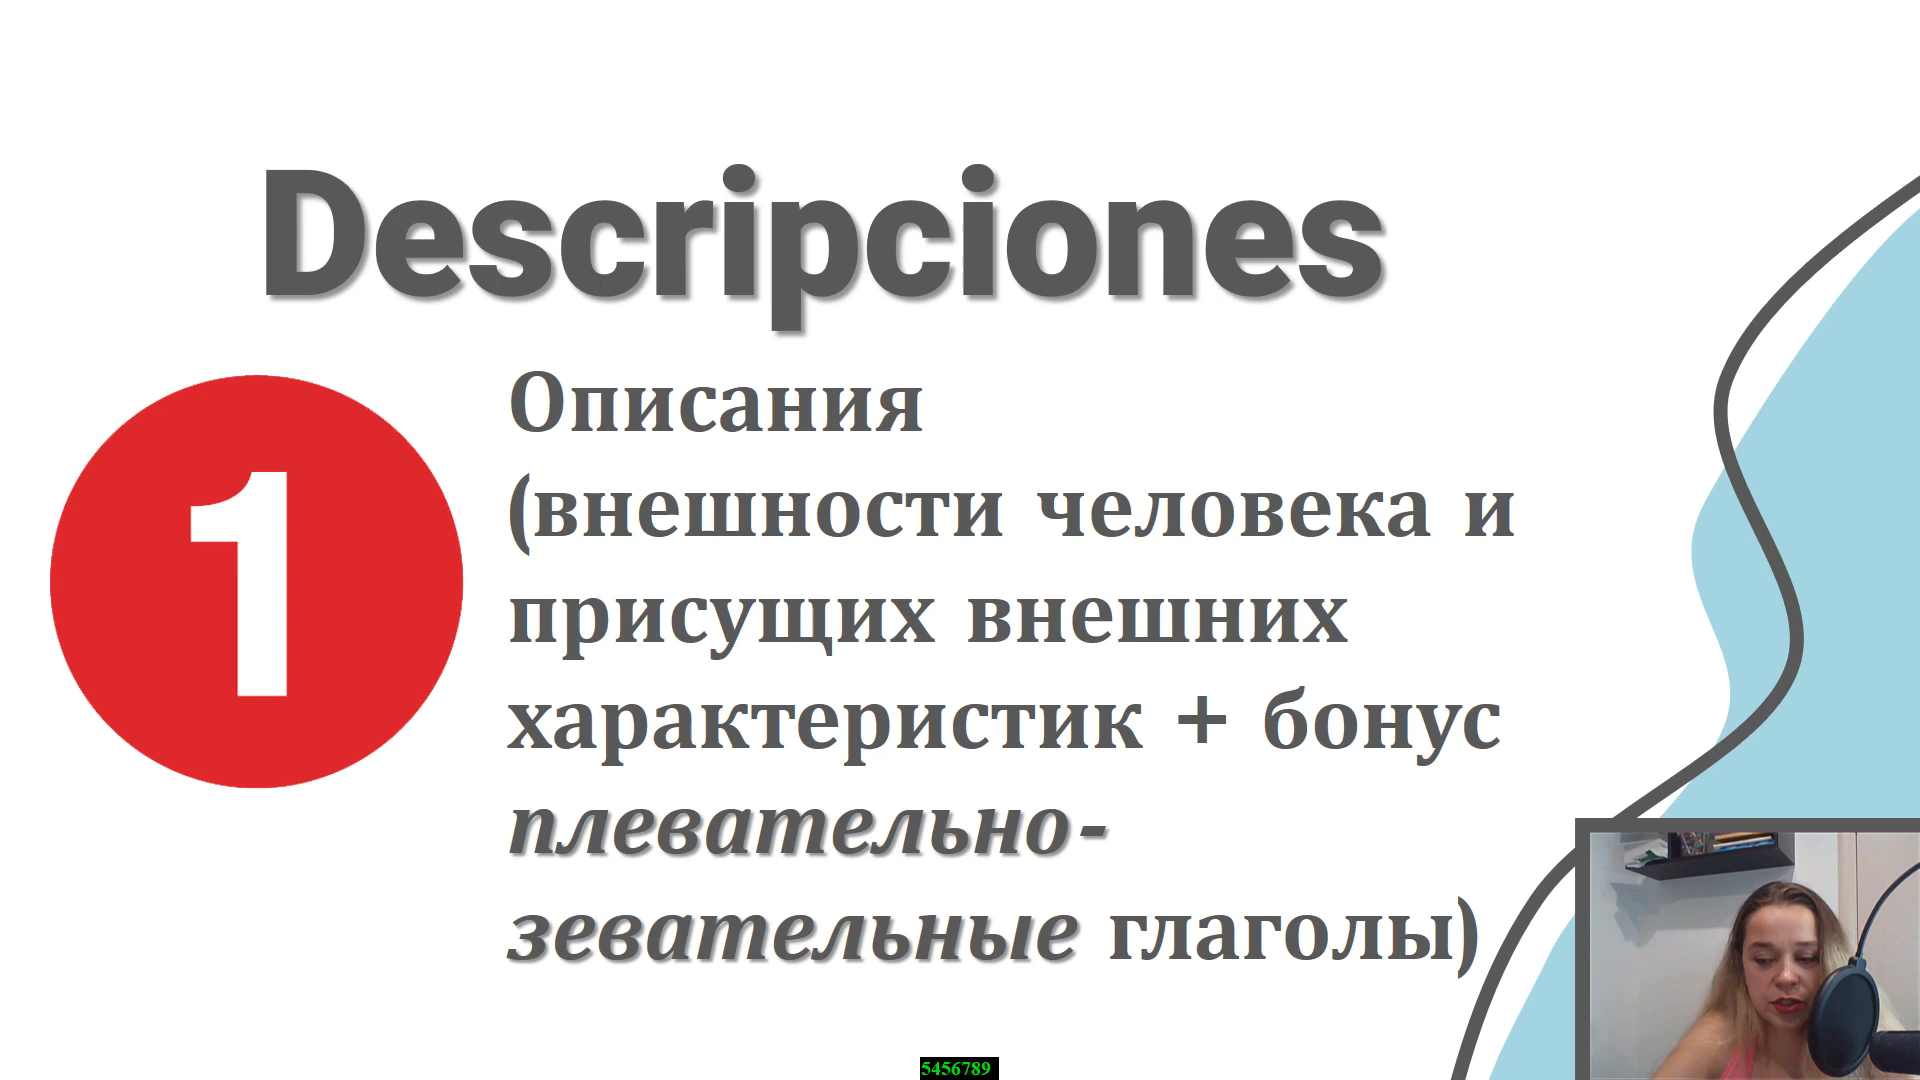 Descripciones
1
Описания
(внешности человека и
присущих внешних
характеристик + бонус
плевательно-
зевательные глаголы)
5456789